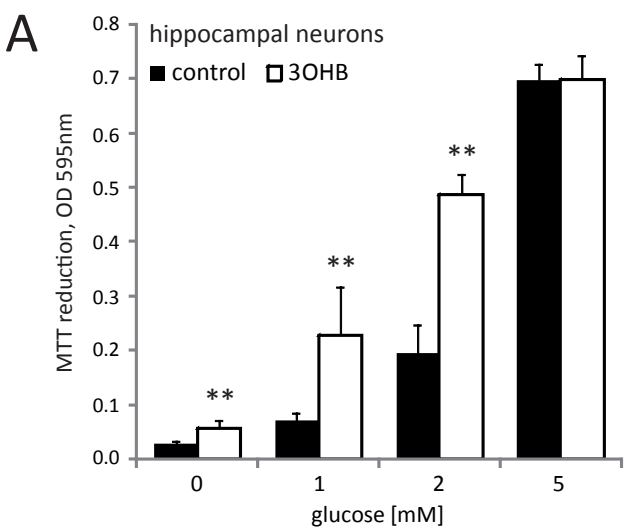 A
hippocampal neurons
control 3OHB
MTT reduction, OD 595nm
0.8
0.7
0.6
0.5
0.4
0.3
0.2
0.1
0.0
**
**
**
0 1 2 5
glucose [mM]